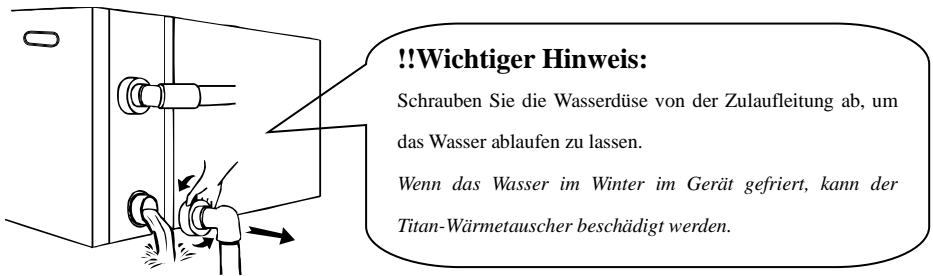 !!Wichtiger Hinweis:
Schrauben Sie die Wasserdüse von der Zulaufleitung ab, um
das Wasser ablaufen zu lassen.
Wenn das Wasser im Winter im Gerät gefriert, kann der
Titan-Wärmetauscher beschädigt werden.